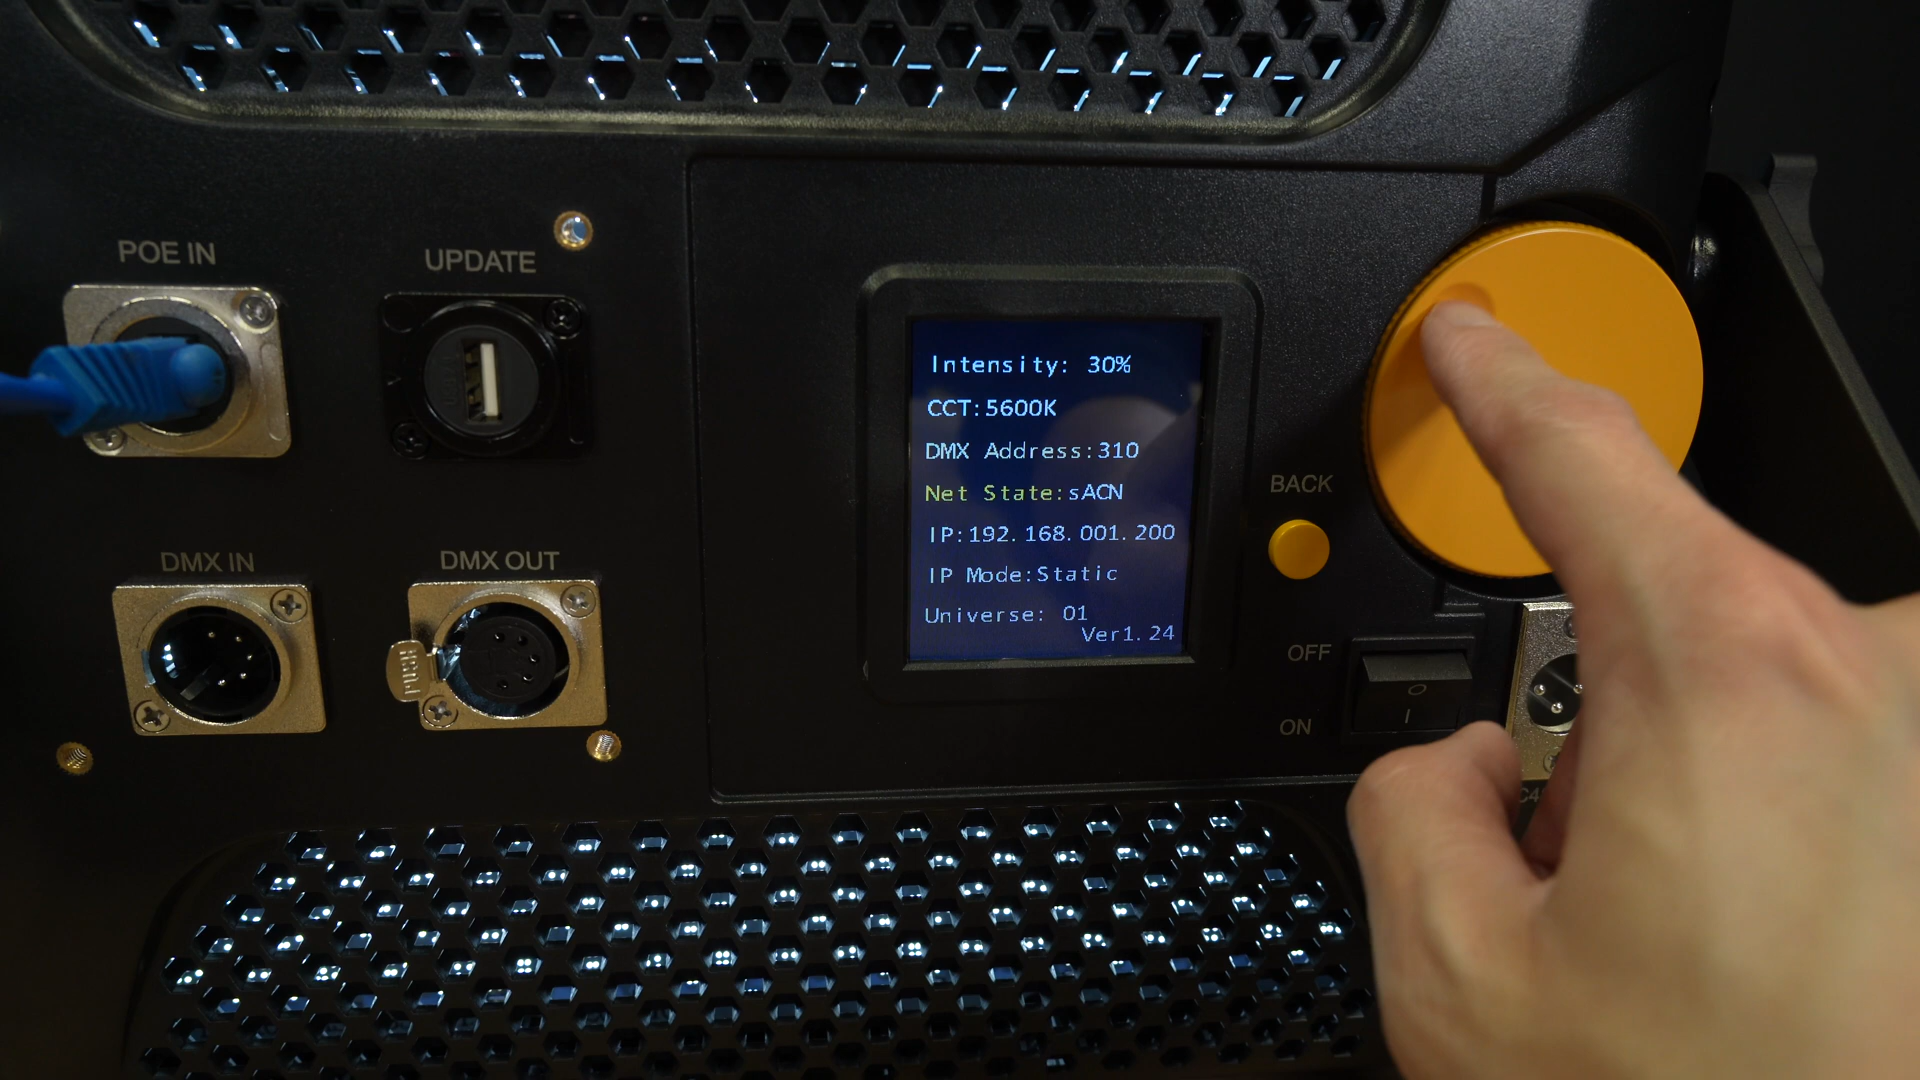 POE IN
UPDATE
DMX IN
DMX OUT
PUSH
Intensity: 30%
CCT:5600K
DMX Address:310
Net State:sACN
IP:192.168.001.200
IP Mode:Static
Universe: 01
Ver1.24
BACK
OFF
ON